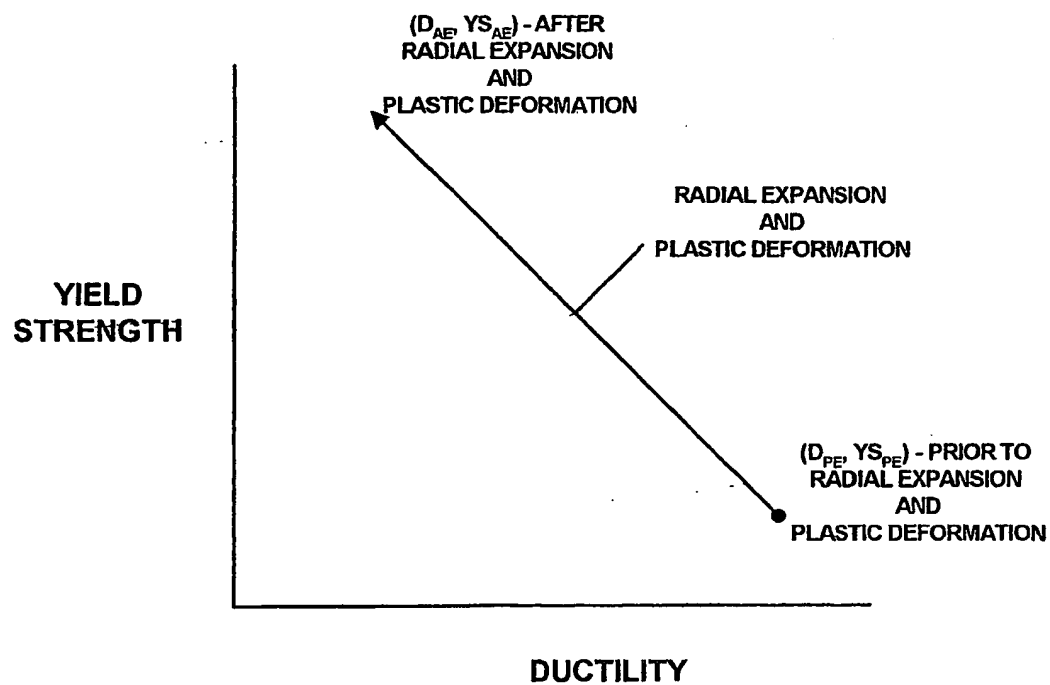 (D_AE, YS_AE) - AFTER
RADIAL EXPANSION
AND
PLASTIC DEFORMATION
RADIAL EXPANSION
AND
PLASTIC DEFORMATION
YIELD
STRENGTH
(D_PE, YS_PE) - PRIOR TO
RADIAL EXPANSION
AND
PLASTIC DEFORMATION
DUCTILITY